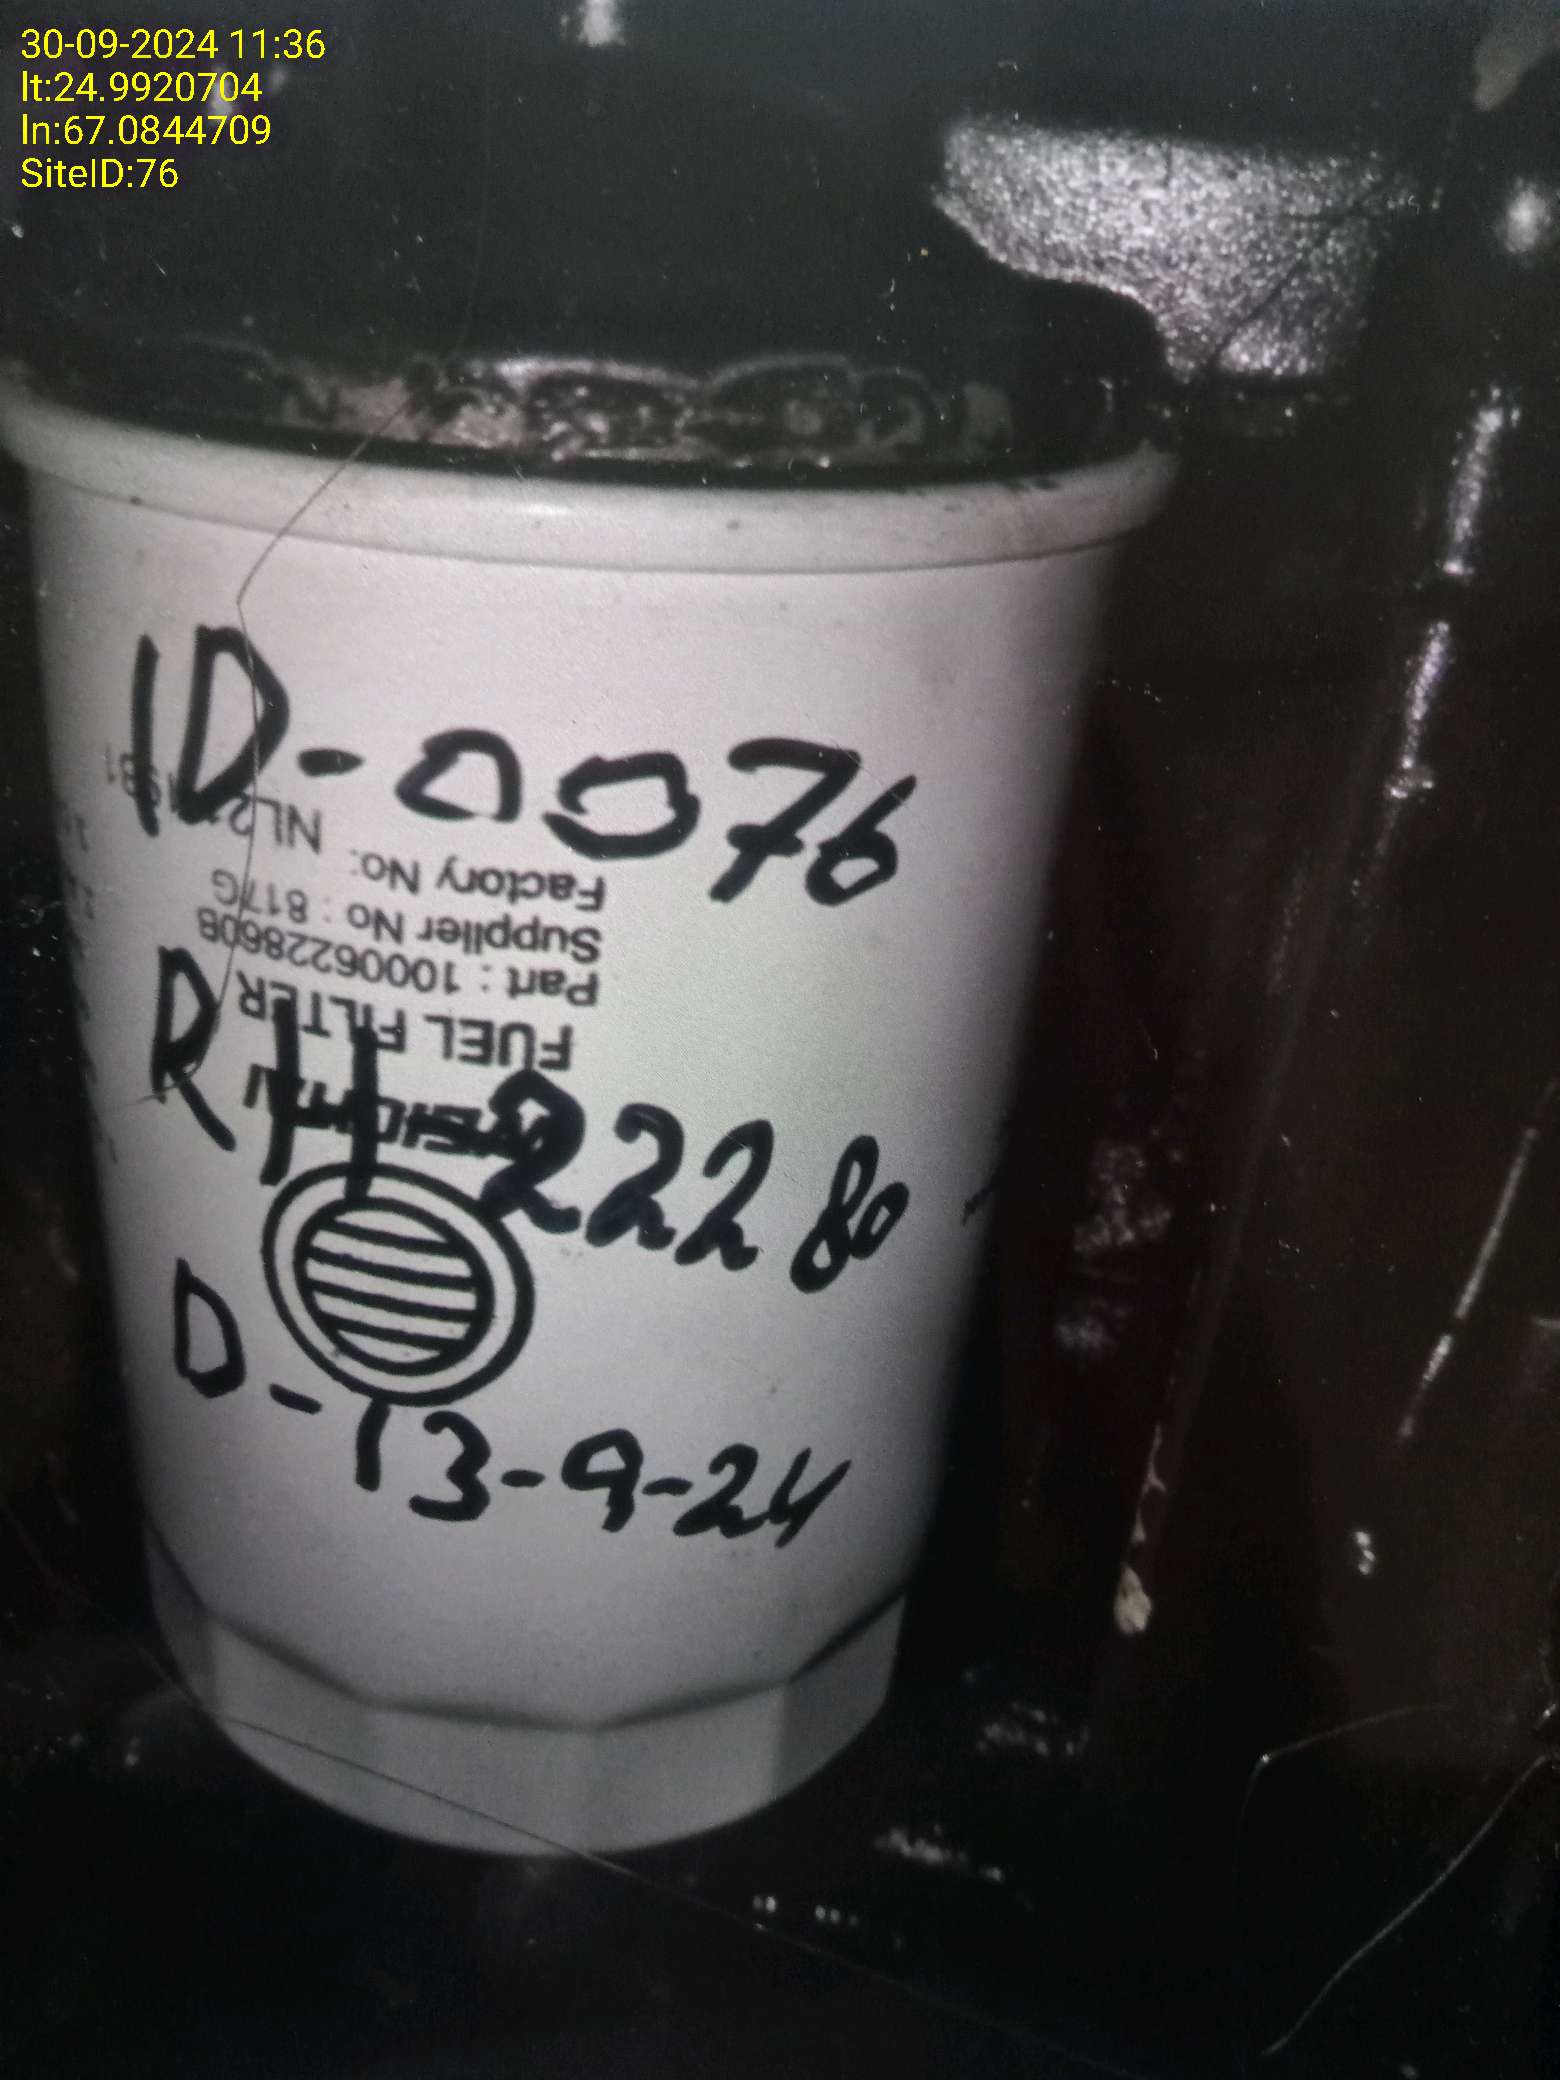 30-09-2024 11:36
lt:24.9920704
ln:67.0844709
SiteID:76
ID-0076
RH 22280
D-13-9-24
WEICHAI
FUEL FILTER
Part : 1000622860B
Supplier No : 817G
Factory No: